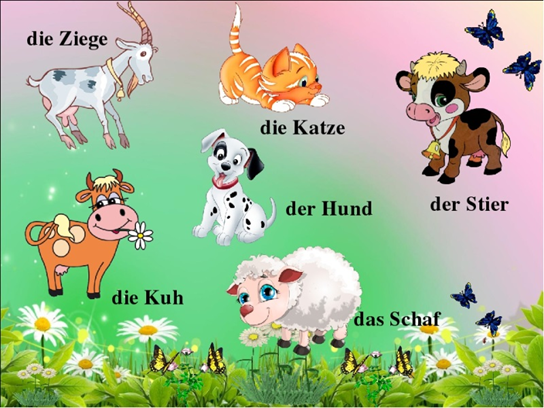 die Ziege
die Katze
der Hund
der Stier
die Kuh
das Schaf